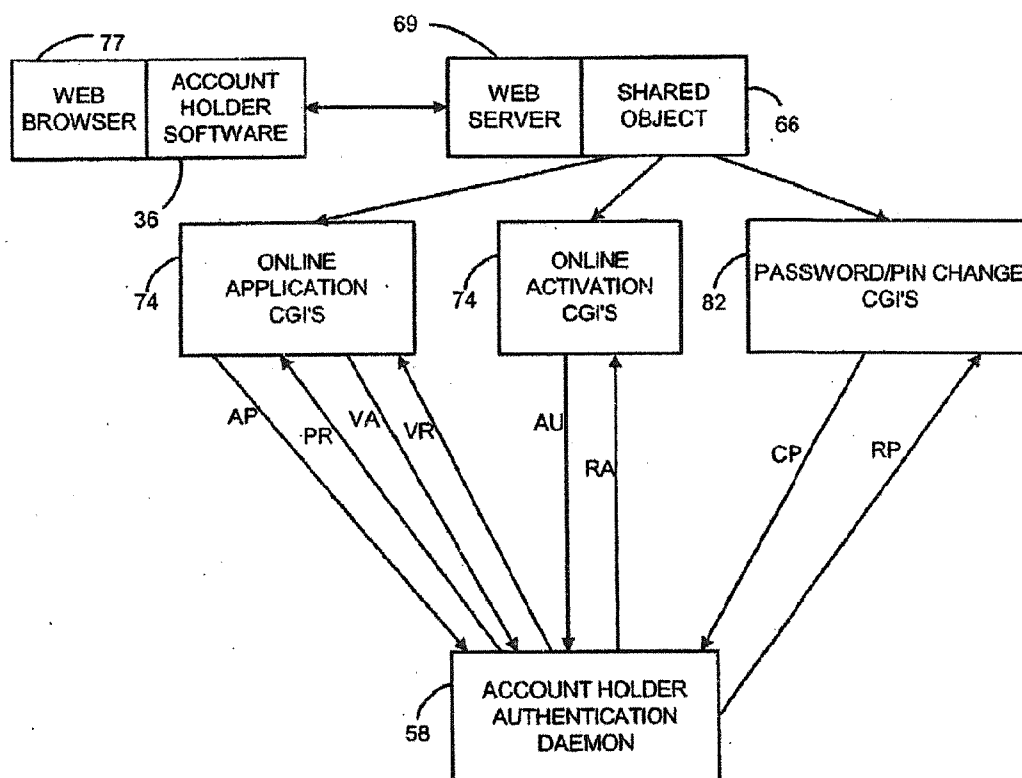 77
69
WEB
BROWSER
ACCOUNT
HOLDER
SOFTWARE
WEB
SERVER
SHARED
OBJECT
66
36
74
ONLINE
APPLICATION
CGI'S
74
ONLINE
ACTIVATION
CGI'S
82
PASSWORD/PIN CHANGE
CGI'S
AP
PR
VA
VR
AU
RA
CP
RP
58
ACCOUNT HOLDER
AUTHENTICATION
DAEMON